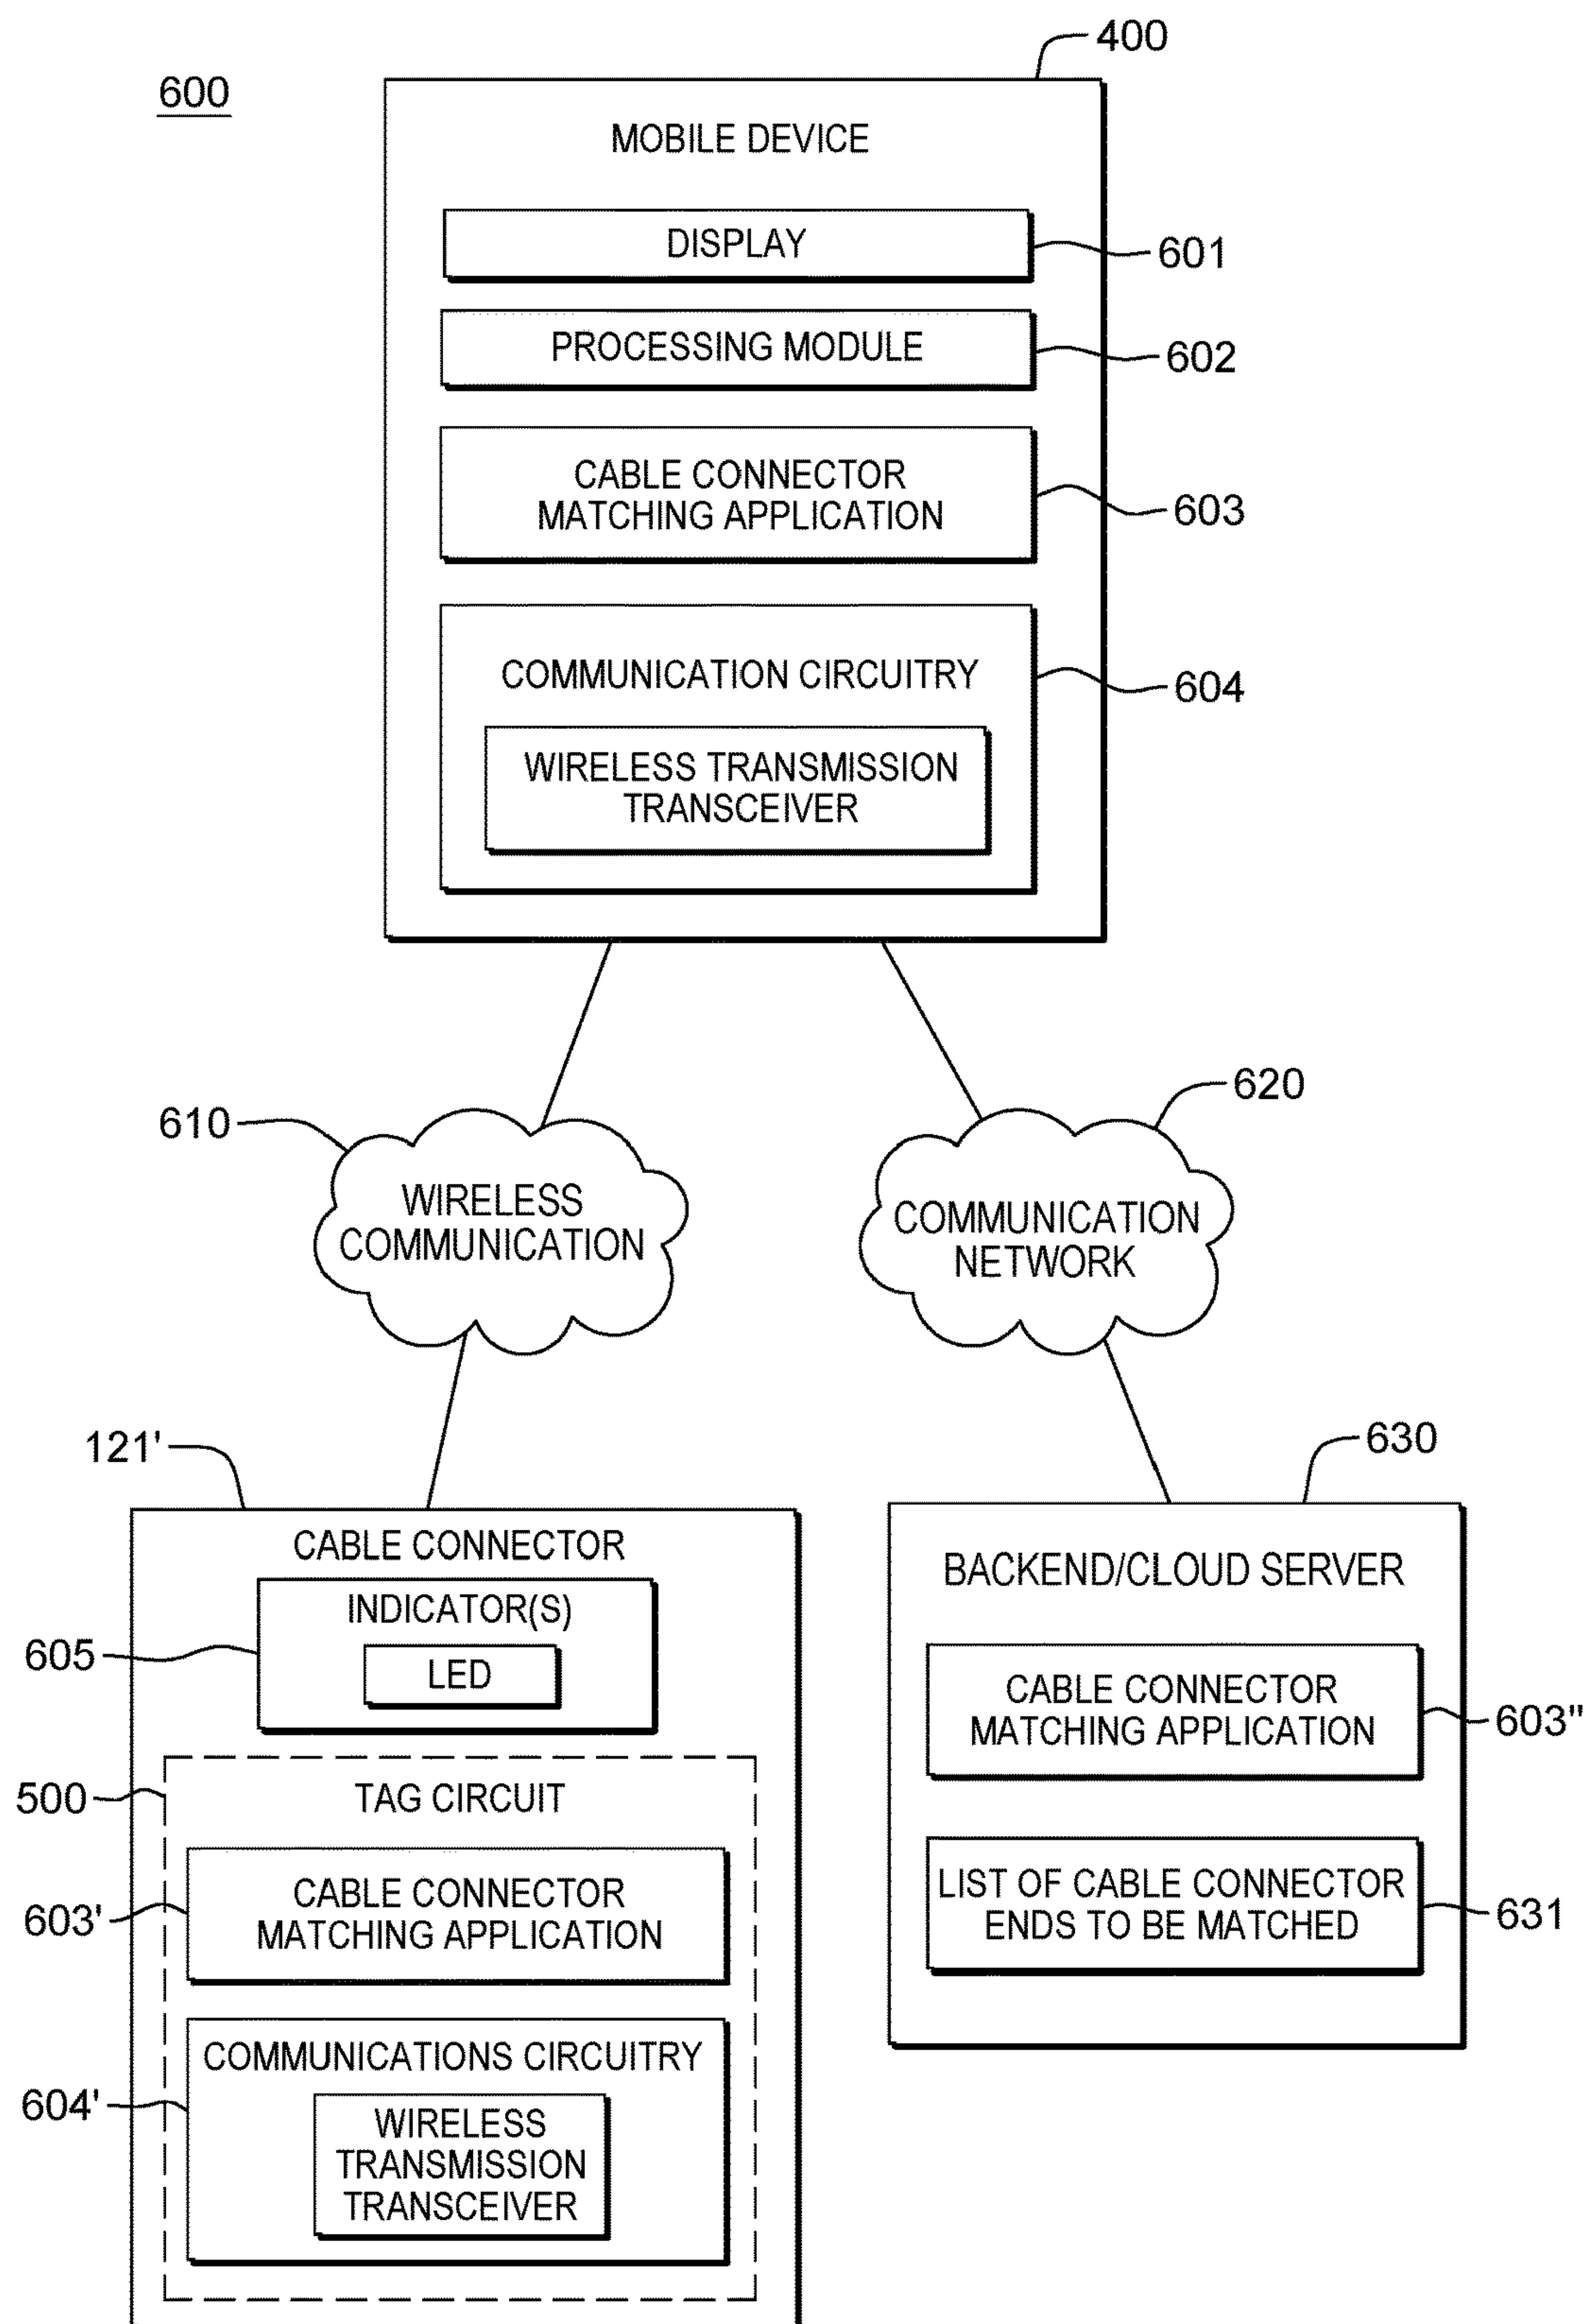 600
400
MOBILE DEVICE
DISPLAY
601
PROCESSING MODULE
602
CABLE CONNECTOR
MATCHING APPLICATION
603
COMMUNICATION CIRCUITRY
604
WIRELESS TRANSMISSION
TRANSCEIVER
610
WIRELESS
COMMUNICATION
620
COMMUNICATION
NETWORK
121'
CABLE CONNECTOR
INDICATOR(S)
605
LED
500
TAG CIRCUIT
603'
CABLE CONNECTOR
MATCHING APPLICATION
COMMUNICATIONS CIRCUITRY
604'
WIRELESS
TRANSMISSION
TRANSCEIVER
630
BACKEND/CLOUD SERVER
CABLE CONNECTOR
MATCHING APPLICATION
603"
LIST OF CABLE CONNECTOR
ENDS TO BE MATCHED
631